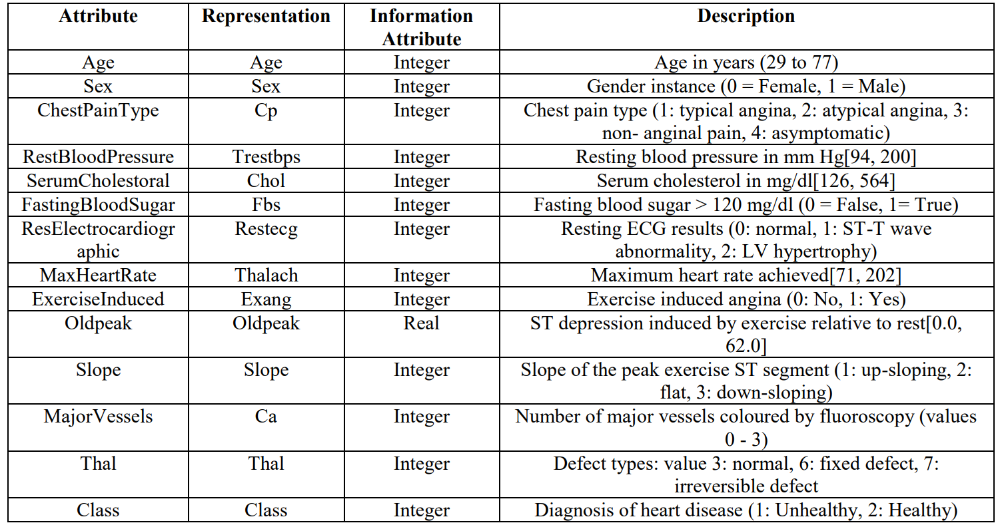 Attribute Representation Information Attribute Description
Age Age Integer Age in years (29 to 77)
Sex Sex Integer Gender instance (0 = Female, 1 = Male)
ChestPainType Cp Integer Chest pain type (1: typical angina, 2: atypical angina, 3:
non- anginal pain, 4: asymptomatic)
RestBloodPressure Trestbps Integer Resting blood pressure in mm Hg[94, 200]
SerumCholestoral Chol Integer Serum cholesterol in mg/dl[126, 564]
FastingBloodSugar Fbs Integer Fasting blood sugar > 120 mg/dl (0 = False, 1= True)
ResElectrocardiogr Restecg Integer Resting ECG results (0: normal, 1: ST-T wave
aphic abnormality, 2: LV hypertrophy)
MaxHeartRate Thalach Integer Maximum heart rate achieved[71, 202]
ExerciseInduced Exang Integer Exercise induced angina (0: No, 1: Yes)
Oldpeak Oldpeak Real ST depression induced by exercise relative to rest[0.0,
62.0]
Slope Slope Integer Slope of the peak exercise ST segment (1: up-sloping, 2:
flat, 3: down-sloping)
MajorVessels Ca Integer Number of major vessels coloured by fluoroscopy (values
0 - 3)
Thal Thal Integer Defect types: value 3: normal, 6: fixed defect, 7:
irreversible defect
Class Class Integer Diagnosis of heart disease (1: Unhealthy, 2: Healthy)